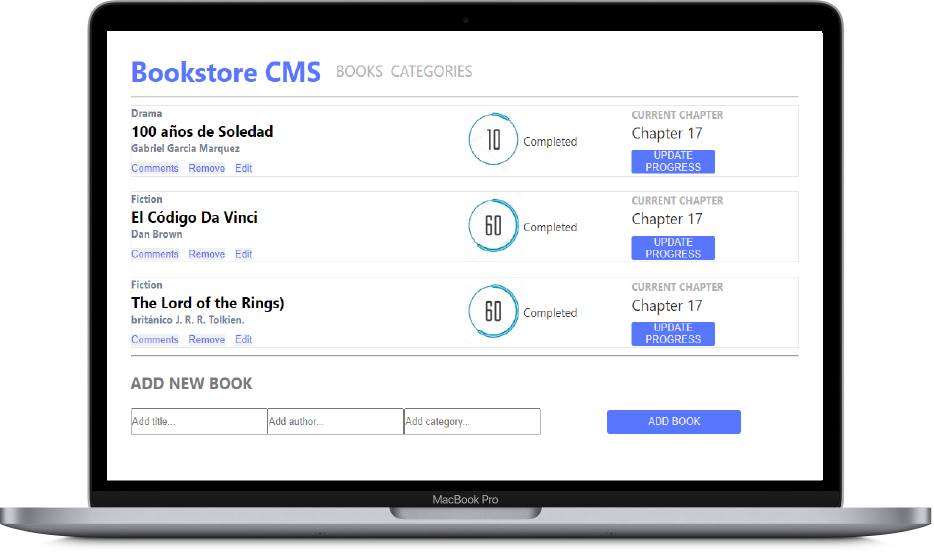 Bookstore CMS BOOKS CATEGORIES
Drama
100 años de Soledad
Gabriel Garcia Marquez
Comments Remove Edit
10 Completed
CURRENT CHAPTER
Chapter 17
UPDATE
PROGRESS
Fiction
El Código Da Vinci
Dan Brown
Comments Remove Edit
60 Completed
CURRENT CHAPTER
Chapter 17
UPDATE
PROGRESS
Fiction
The Lord of the Rings)
británico J. R. R. Tolkien.
Comments Remove Edit
60 Completed
CURRENT CHAPTER
Chapter 17
UPDATE
PROGRESS
ADD NEW BOOK
Add title... Add author... Add category... ADD BOOK
MacBook Pro